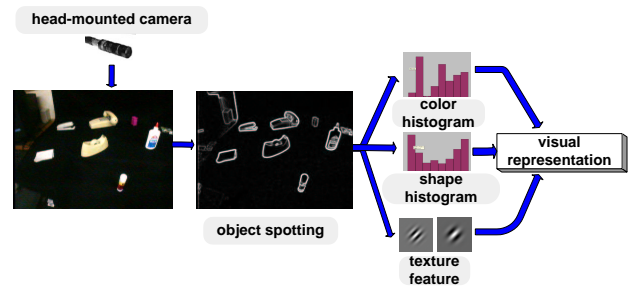 head-mounted camera
object spotting
color
histogram
shape
histogram
texture
feature
visual
representation